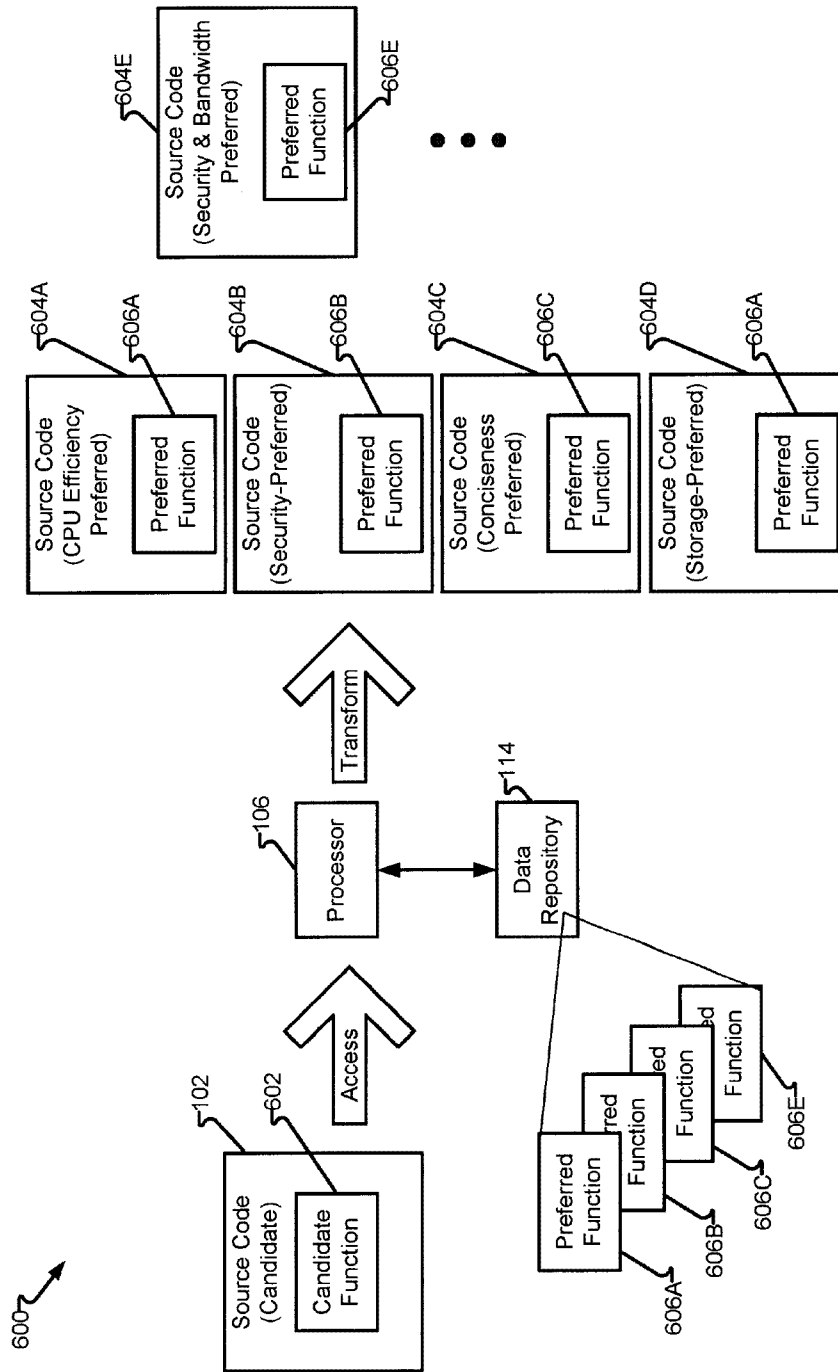 600
102
Source Code
(Candidate)
602
Candidate
Function
Access
106
Processor
114
Data
Repository
Preferred
Function
606A
rred
Function
606B
ed
Function
606C
ed
Function
606E
Transform
604A
Source Code
(CPU Efficiency
Preferred)
606A
Preferred
Function
604B
Source Code
(Security-Preferred)
606B
Preferred
Function
604C
Source Code
(Conciseness
Preferred)
606C
Preferred
Function
604D
Source Code
(Storage-Preferred)
606A
Preferred
Function
604E
Source Code
(Security & Bandwidth
Preferred)
606E
Preferred
Function